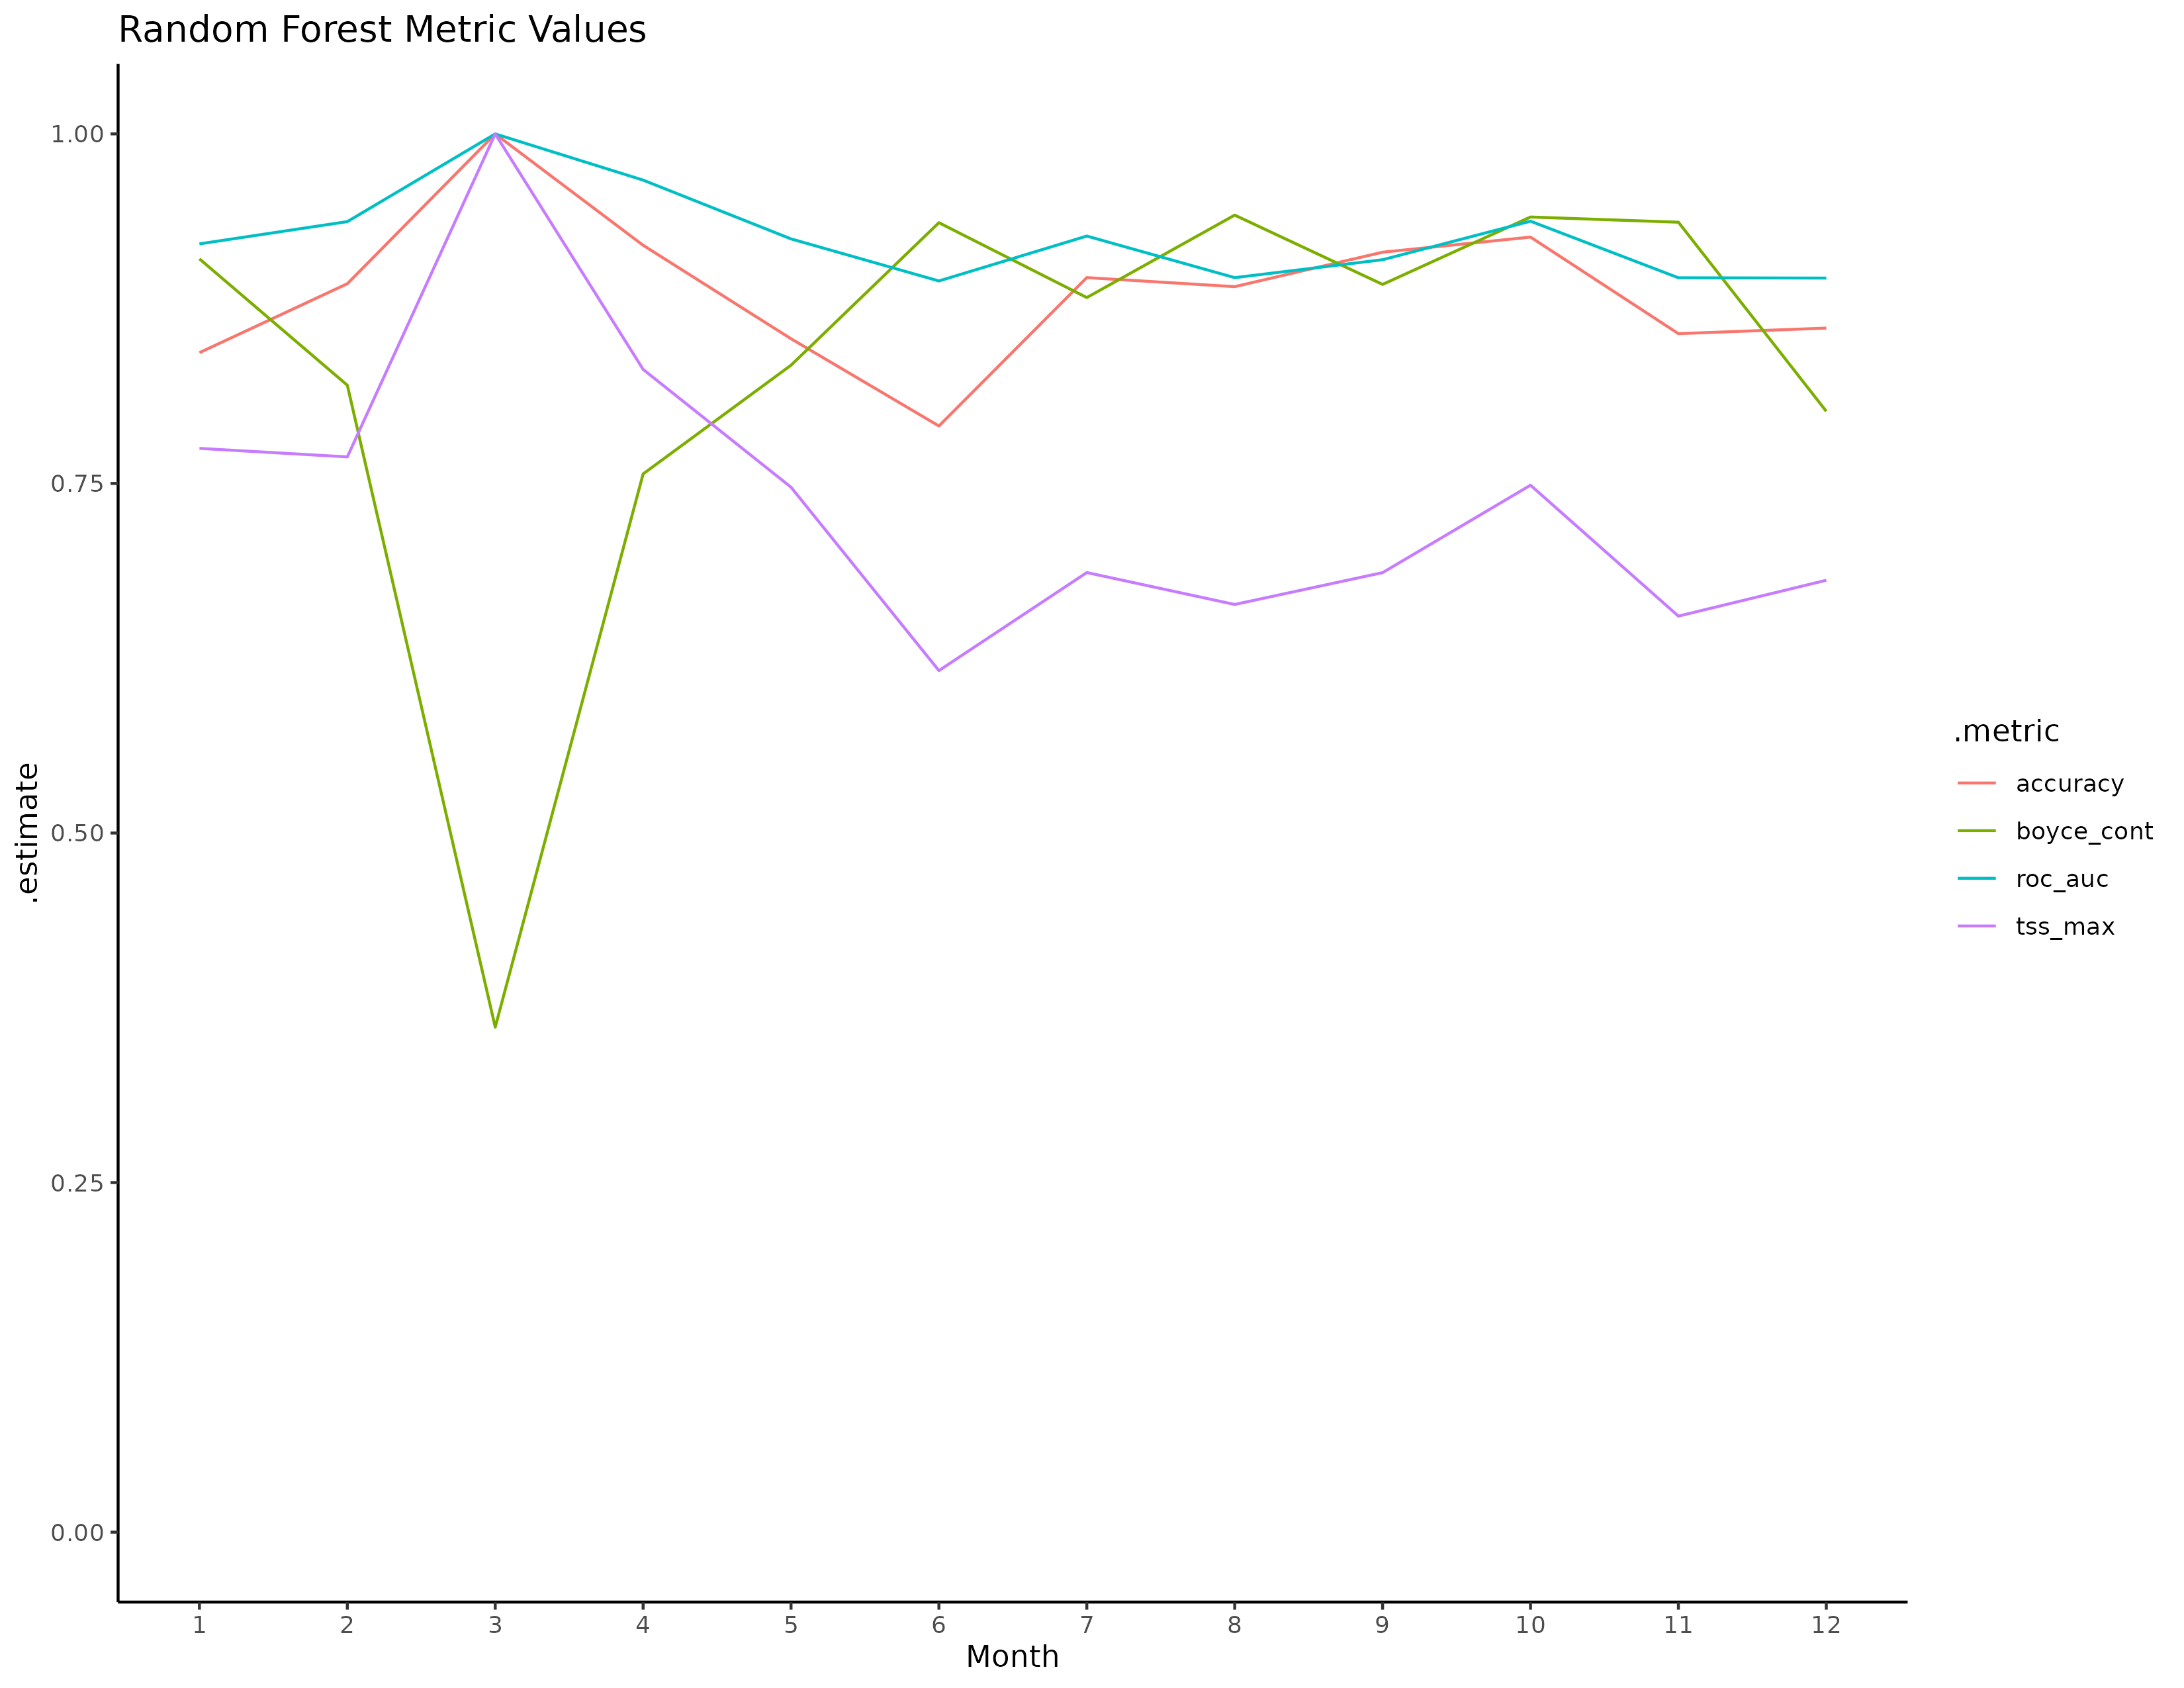 Random Forest Metric Values
1.00
0.75
0.50
0.25
0.00
.estimate
1 2 3 4 5 6 7 8 9 10 11 12
Month
.metric
accuracy
boyce_cont
roc_auc
tss_max